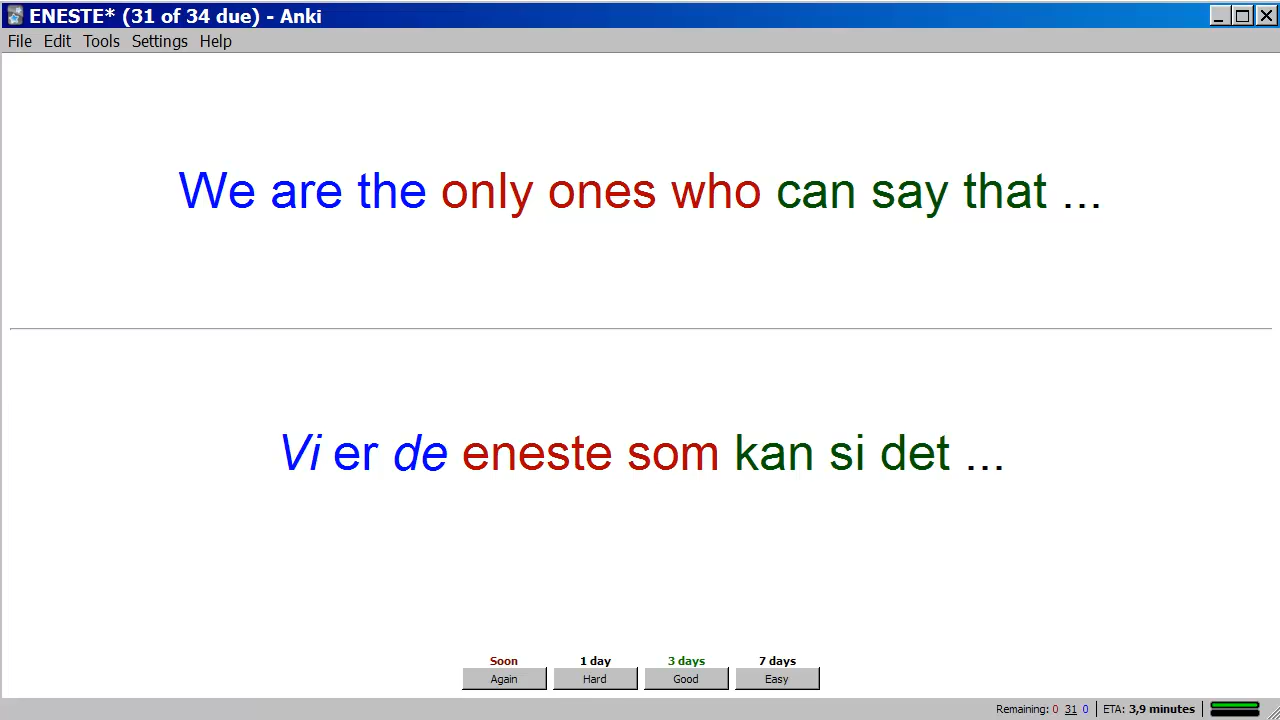 ENESTE* (31 of 34 due) - Anki
File Edit Tools Settings Help
We are the only ones who can say that ...
Vi er de eneste som kan si det ...
Soon 1 day 3 days 7 days
Again Hard Good Easy
Remaining: 0 31 0 ETA: 3,9 minutes